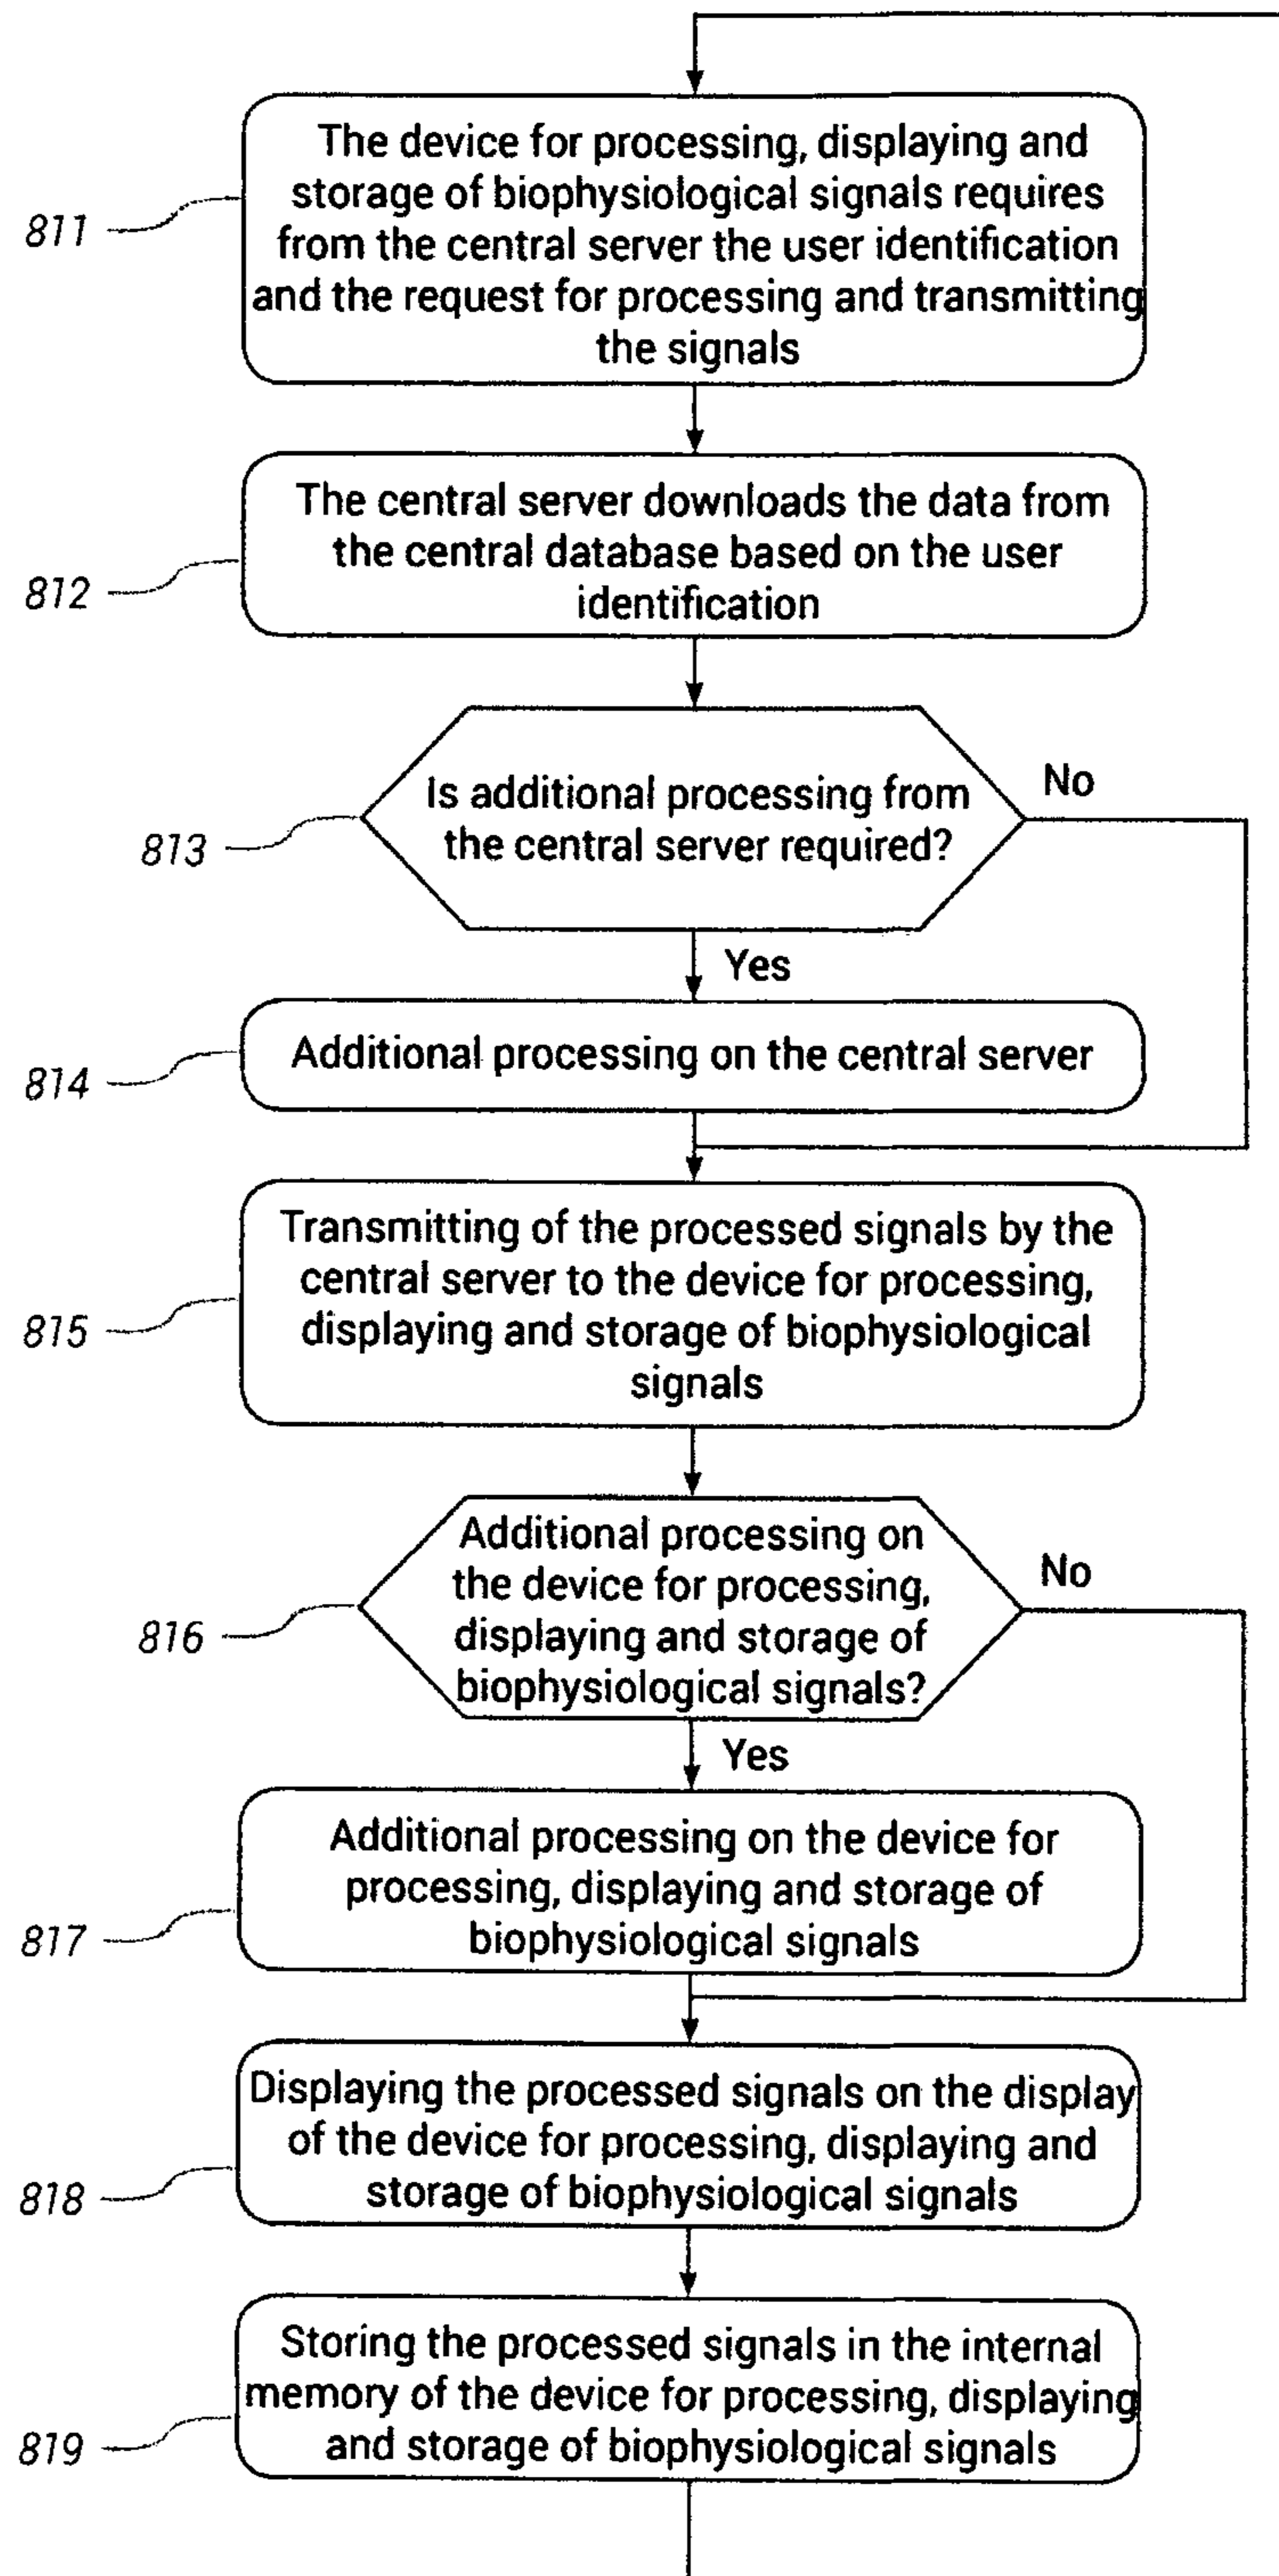 The device for processing, displaying and
storage of biophysiological signals requires
from the central server the user identification
and the request for processing and transmitting
the signals
811
The central server downloads the data from
the central database based on the user
identification
812
Is additional processing from
the central server required?
No
813
Yes
Additional processing on the central server
814
Transmitting of the processed signals by the
central server to the device for processing,
displaying and storage of biophysiological
signals
815
Additional processing on
the device for processing,
displaying and storage of
biophysiological signals?
No
816
Yes
Additional processing on the device for
processing, displaying and storage of
biophysiological signals
817
Displaying the processed signals on the display
of the device for processing, displaying and
storage of biophysiological signals
818
Storing the processed signals in the internal
memory of the device for processing, displaying
and storage of biophysiological signals
819